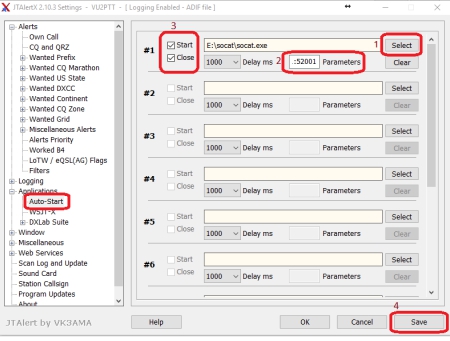 JTAlertX 2.10.3 Settings - VU2PTT - [ Logging Enabled - ADIF file ]
Alerts
Own Call
CQ and QRZ
Wanted Prefix
Wanted CQ Marathon
Wanted US State
Wanted DXCC
Wanted Continent
Wanted CQ Zone
Wanted Grid
Miscellaneous Alerts
Alerts Priority
Worked B4
LoTW / eQSL(AG) Flags
Filters
Logging
Applications
Auto-Start
WSJT-X
DXLab Suite
Window
Miscellaneous
Web Services
Scan Log and Update
Sound Card
Station Callsign
Program Updates
About
3
#1 Start E:\socat\socat.exe 1 Select
Close 1000 Delay ms 2 :52001 Parameters Clear
#2 Start Select
Close 1000 Delay ms Parameters Clear
#3 Start Select
Close 1000 Delay ms Parameters Clear
#4 Start Select
Close 1000 Delay ms Parameters Clear
#5 Start Select
Close 1000 Delay ms Parameters Clear
#6 Start Select
Close 1000 Delay ms Parameters Clear
4
JTAlert by VK3AMA Help OK Cancel Save